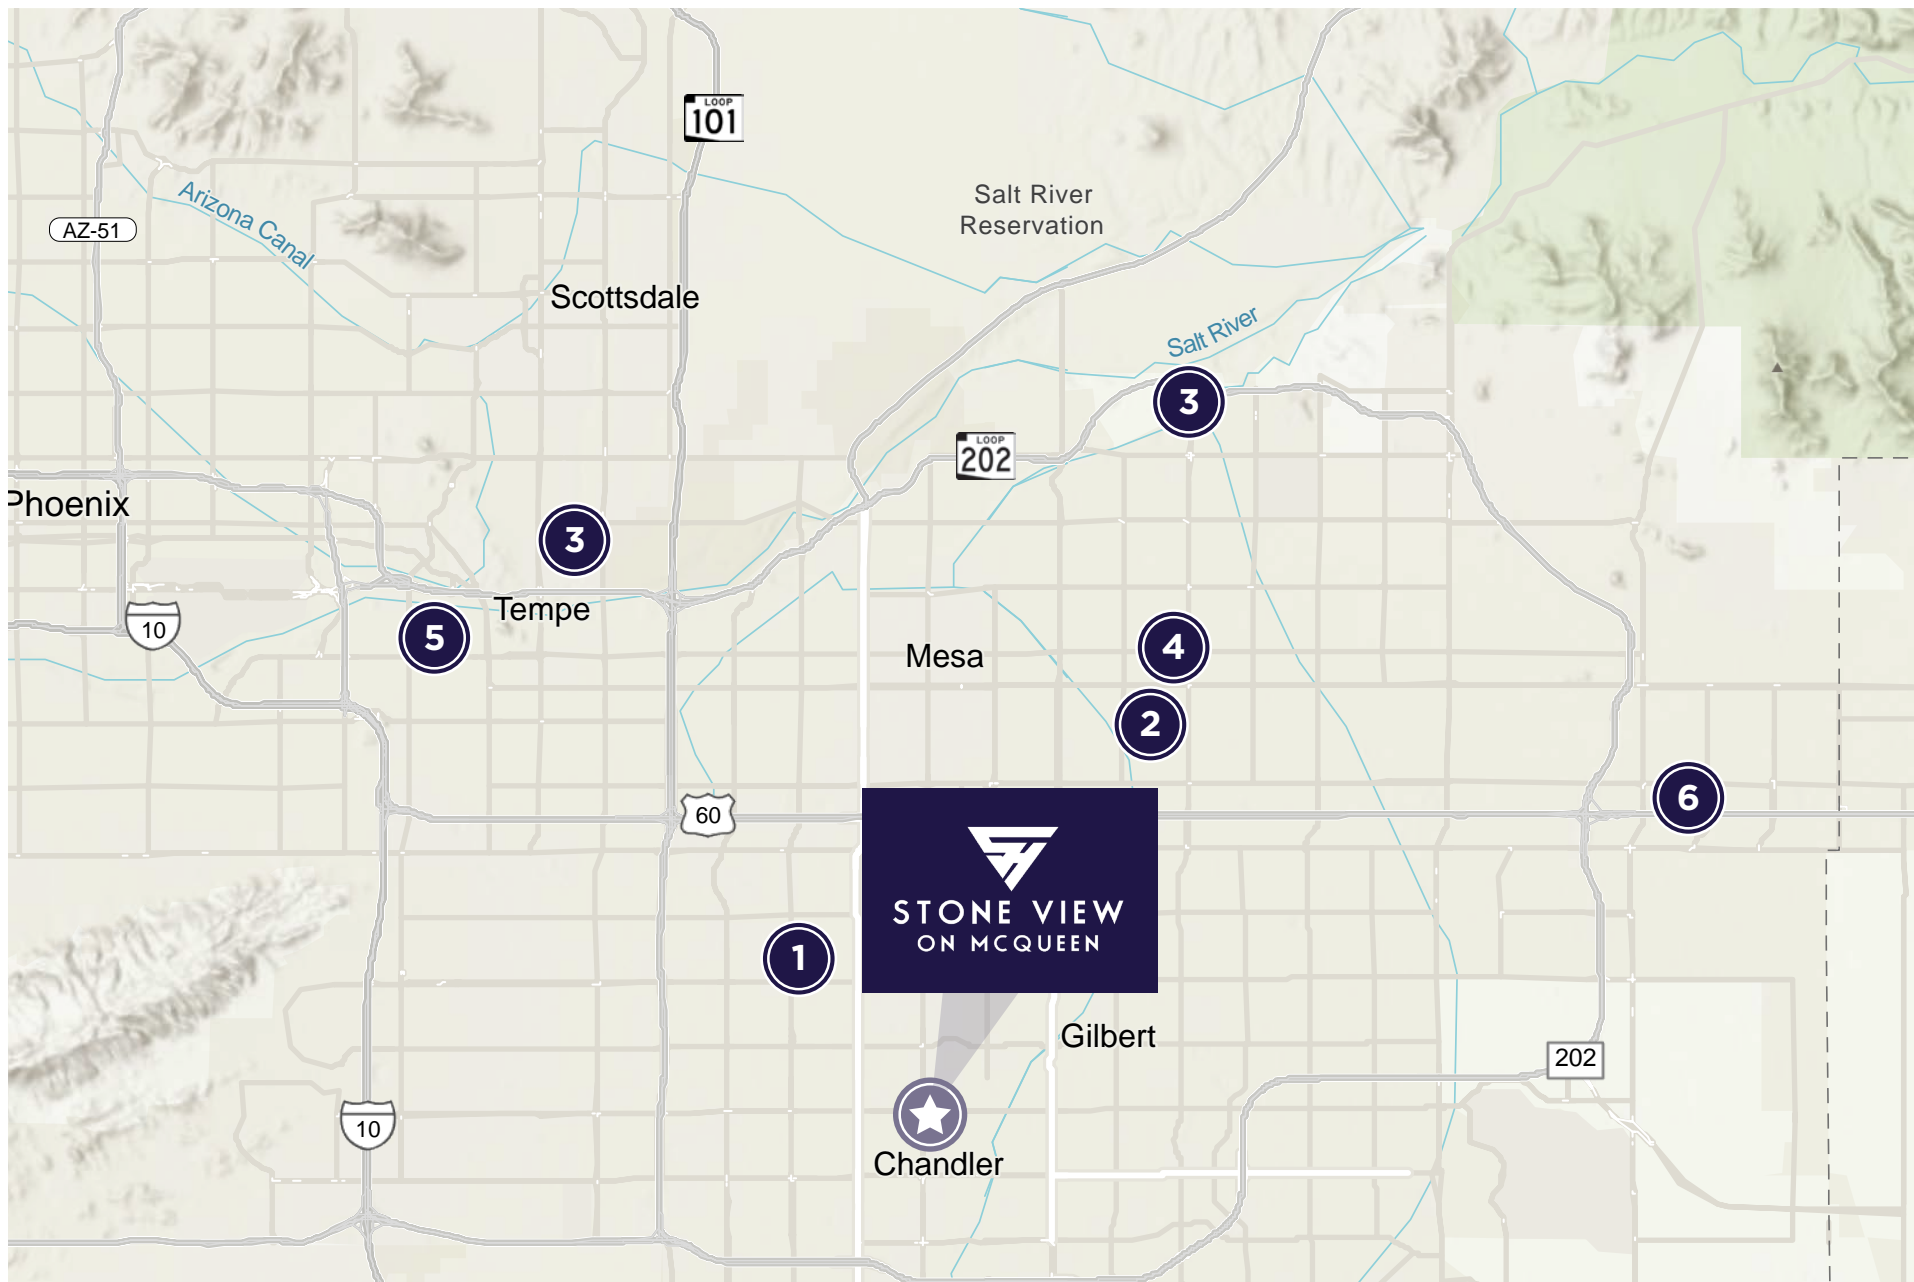 LOOP
101
Salt River
Reservation
Arizona Canal
AZ-51
Scottsdale
Salt River
3
LOOP
202
Phoenix
3
Tempe
10
5
Mesa
4
2
6
60
STONE VIEW
ON MCQUEEN
1
Gilbert
202
10
Chandler